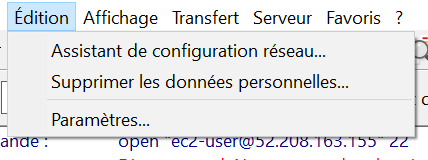 Édition Affichage Transfert Serveur Favoris ?
Assistant de configuration réseau...
Supprimer les données personnelles...
Paramètres...
open "ec2-user@52.208.163.155" 22